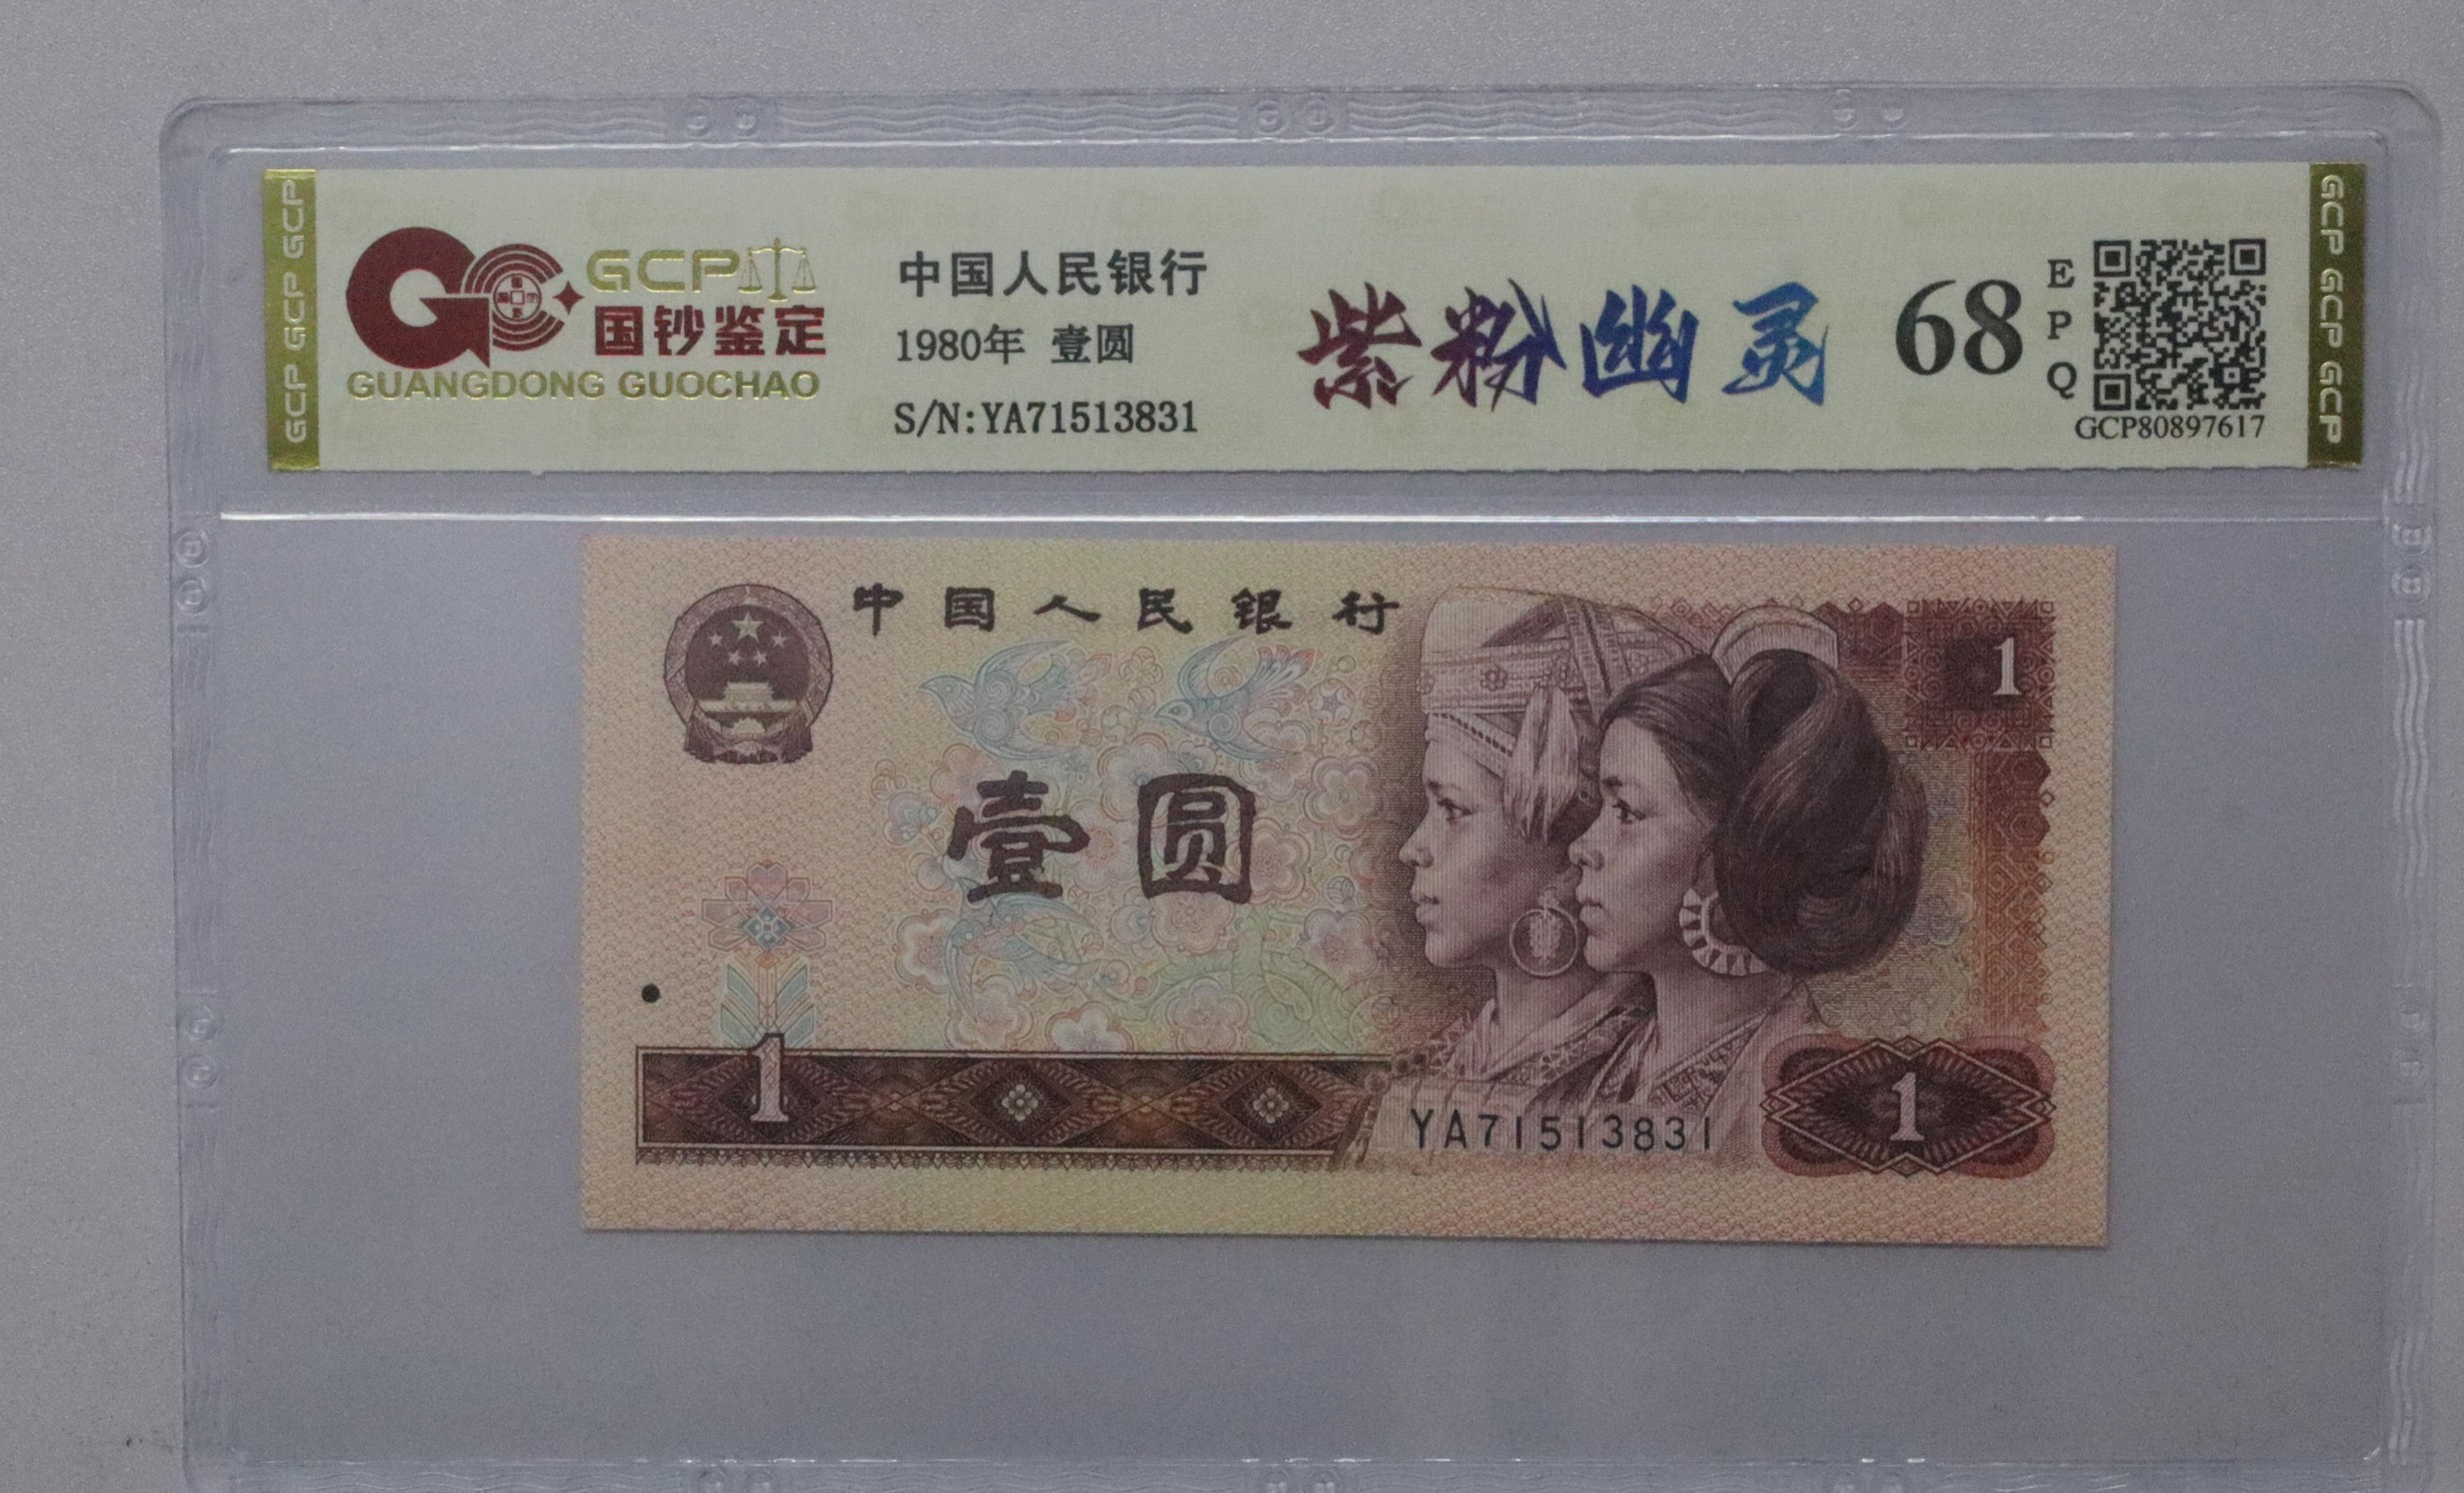 GCP GCP GCP
GCP
国钞鉴定
GUANGDONG GUOCHAO
中国人民银行
1980年 壹圆
S/N:YA71513831
紫粉幽灵
68
E
P
Q
GCP80897617
GCP GCP GCP
中国人民银行
1
壹圆
1
YA71513831
1